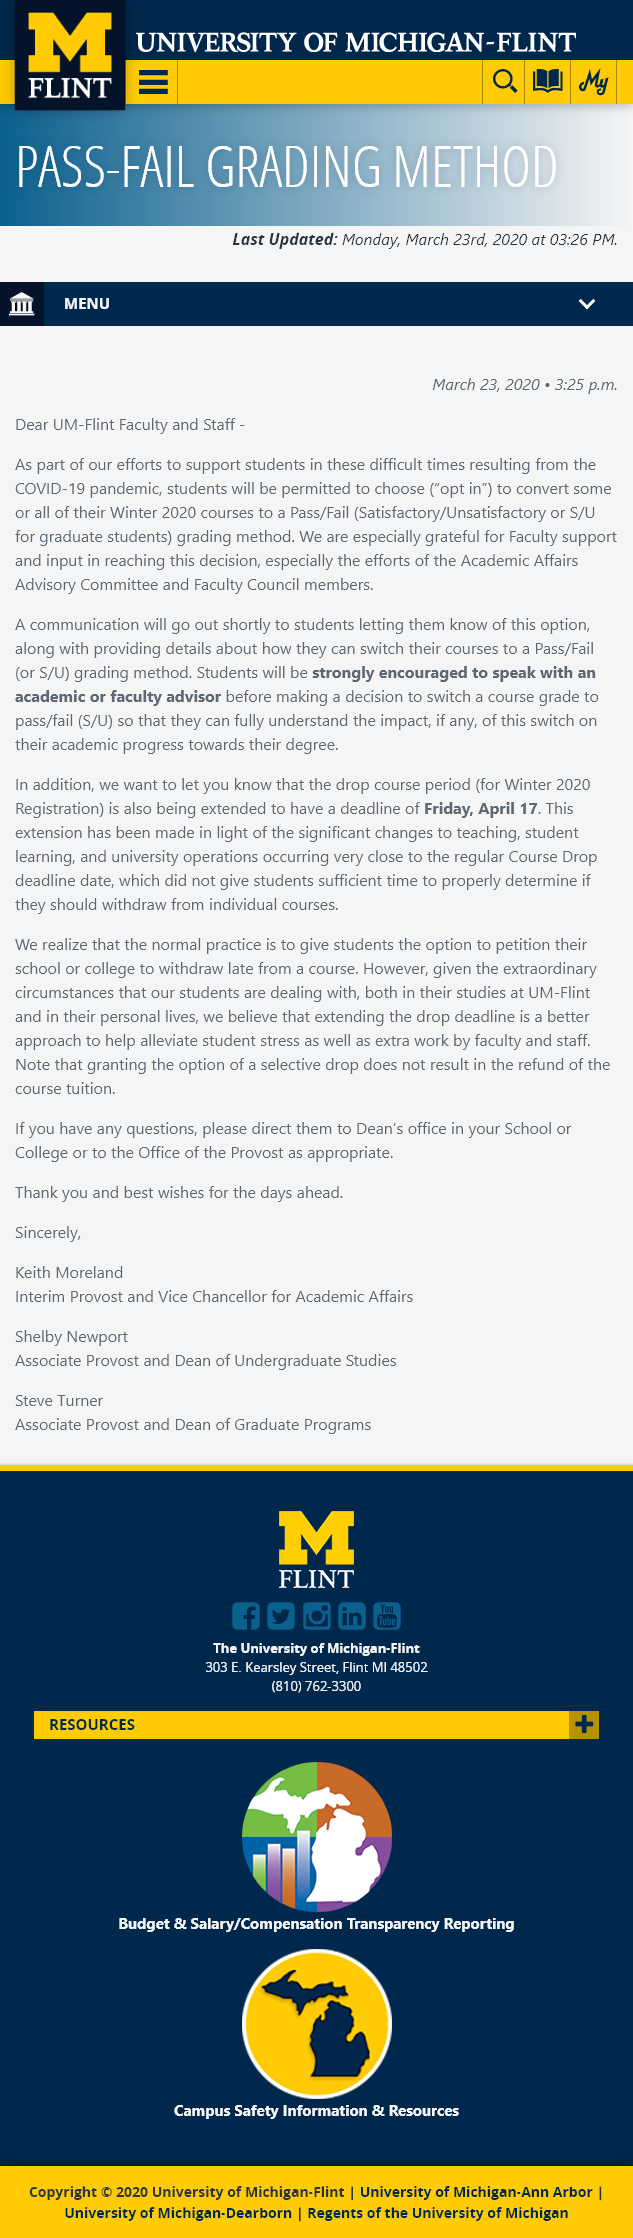 M
FLINT
UNIVERSITY OF MICHIGAN-FLINT
My
PASS-FAIL GRADING METHOD
Last Updated: Monday, March 23rd, 2020 at 03:26 PM.
MENU
March 23, 2020 • 3:25 p.m.
Dear UM-Flint Faculty and Staff -
As part of our efforts to support students in these difficult times resulting from the
COVID-19 pandemic, students will be permitted to choose (“opt in”) to convert some
or all of their Winter 2020 courses to a Pass/Fail (Satisfactory/Unsatisfactory or S/U
for graduate students) grading method. We are especially grateful for Faculty support
and input in reaching this decision, especially the efforts of the Academic Affairs
Advisory Committee and Faculty Council members.
A communication will go out shortly to students letting them know of this option,
along with providing details about how they can switch their courses to a Pass/Fail
(or S/U) grading method. Students will be strongly encouraged to speak with an
academic or faculty advisor before making a decision to switch a course grade to
pass/fail (S/U) so that they can fully understand the impact, if any, of this switch on
their academic progress towards their degree.
In addition, we want to let you know that the drop course period (for Winter 2020
Registration) is also being extended to have a deadline of Friday, April 17. This
extension has been made in light of the significant changes to teaching, student
learning, and university operations occurring very close to the regular Course Drop
deadline date, which did not give students sufficient time to properly determine if
they should withdraw from individual courses.
We realize that the normal practice is to give students the option to petition their
school or college to withdraw late from a course. However, given the extraordinary
circumstances that our students are dealing with, both in their studies at UM-Flint
and in their personal lives, we believe that extending the drop deadline is a better
approach to help alleviate student stress as well as extra work by faculty and staff.
Note that granting the option of a selective drop does not result in the refund of the
course tuition.
If you have any questions, please direct them to Dean’s office in your School or
College or to the Office of the Provost as appropriate.
Thank you and best wishes for the days ahead.
Sincerely,
Keith Moreland
Interim Provost and Vice Chancellor for Academic Affairs
Shelby Newport
Associate Provost and Dean of Undergraduate Studies
Steve Turner
Associate Provost and Dean of Graduate Programs
M
FLINT
You
Tube
The University of Michigan-Flint
303 E. Kearsley Street, Flint MI 48502
(810) 762-3300
RESOURCES
Budget & Salary/Compensation Transparency Reporting
Campus Safety Information & Resources
Copyright © 2020 University of Michigan-Flint | University of Michigan-Ann Arbor |
University of Michigan-Dearborn | Regents of the University of Michigan